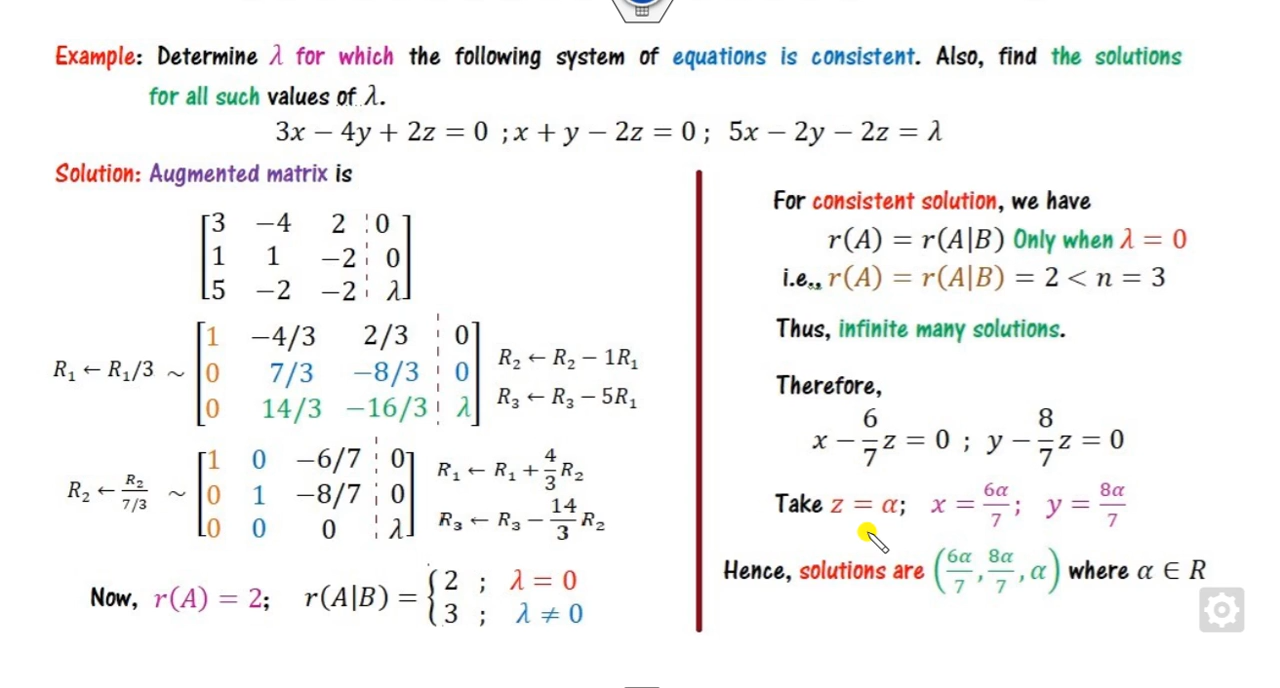 Example: Determine λ for which the following system of equations is consistent. Also, find the solutions
for all such values of λ.
3x − 4y + 2z = 0 ; x + y − 2z = 0 ; 5x − 2y − 2z = λ
Solution: Augmented matrix is
[3 −4 2 ¦ 0]
[1 1 −2 ¦ 0]
[5 −2 −2 ¦ λ]
R₁ ← R₁/3 ~
[1 −4/3 2/3 ¦ 0]
[0 7/3 −8/3 ¦ 0]
[0 14/3 −16/3 ¦ λ]
R₂ ← R₂ − 1R₁
R₃ ← R₃ − 5R₁
R₂ ← R₂/(7/3) ~
[1 0 −6/7 ¦ 0]
[0 1 −8/7 ¦ 0]
[0 0 0 ¦ λ]
R₁ ← R₁ + 4/3 R₂
R₃ ← R₃ − 14/3 R₂
Now, r(A) = 2; r(A|B) = { 2 ; λ = 0
3 ; λ ≠ 0
For consistent solution, we have
r(A) = r(A|B) Only when λ = 0
i.e., r(A) = r(A|B) = 2 < n = 3
Thus, infinite many solutions.
Therefore,
x − 6/7 z = 0 ; y − 8/7 z = 0
Take z = α; x = 6α/7; y = 8α/7
Hence, solutions are (6α/7, 8α/7, α) where α ∈ R